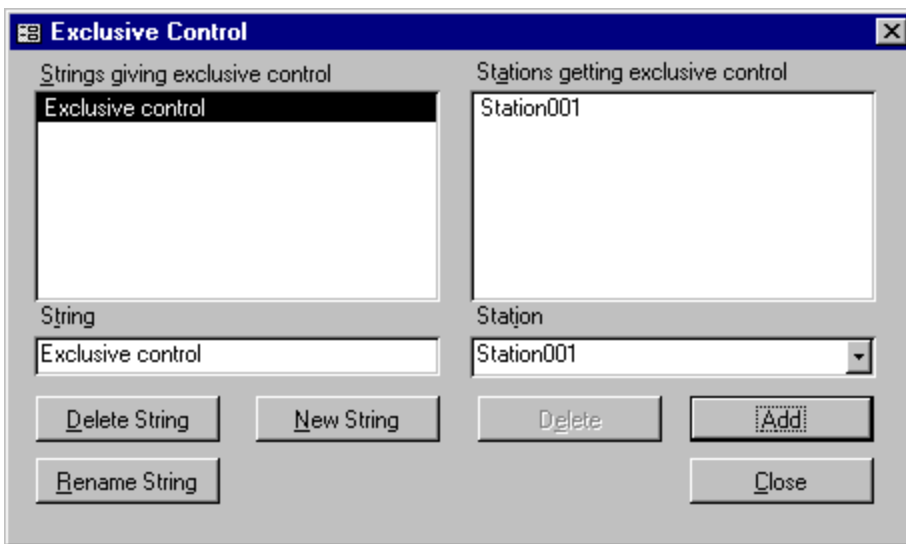 Exclusive Control
Strings giving exclusive control
Exclusive control
Stations getting exclusive control
Station001
String
Exclusive control
Station
Station001
Delete String
New String
Delete
Add
Rename String
Close